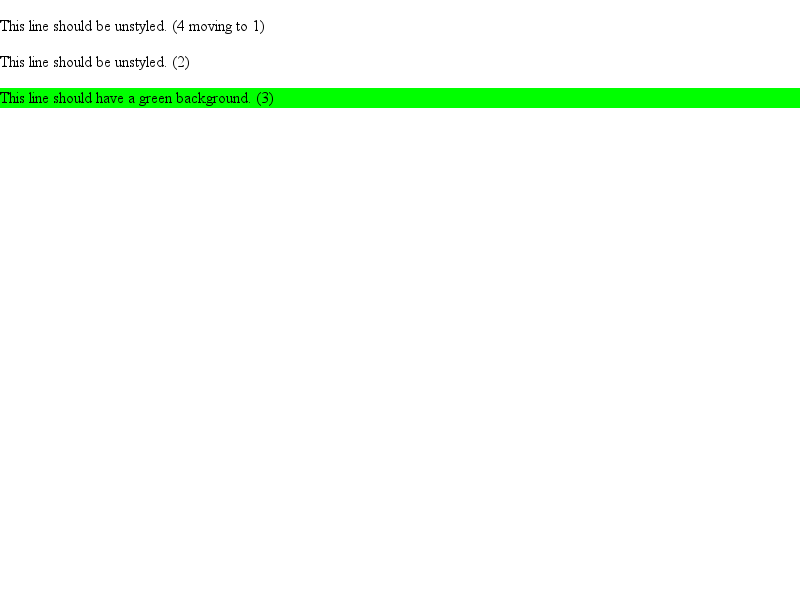 This line should be unstyled. (4 moving to 1)
This line should be unstyled. (2)
This line should have a green background. (3)